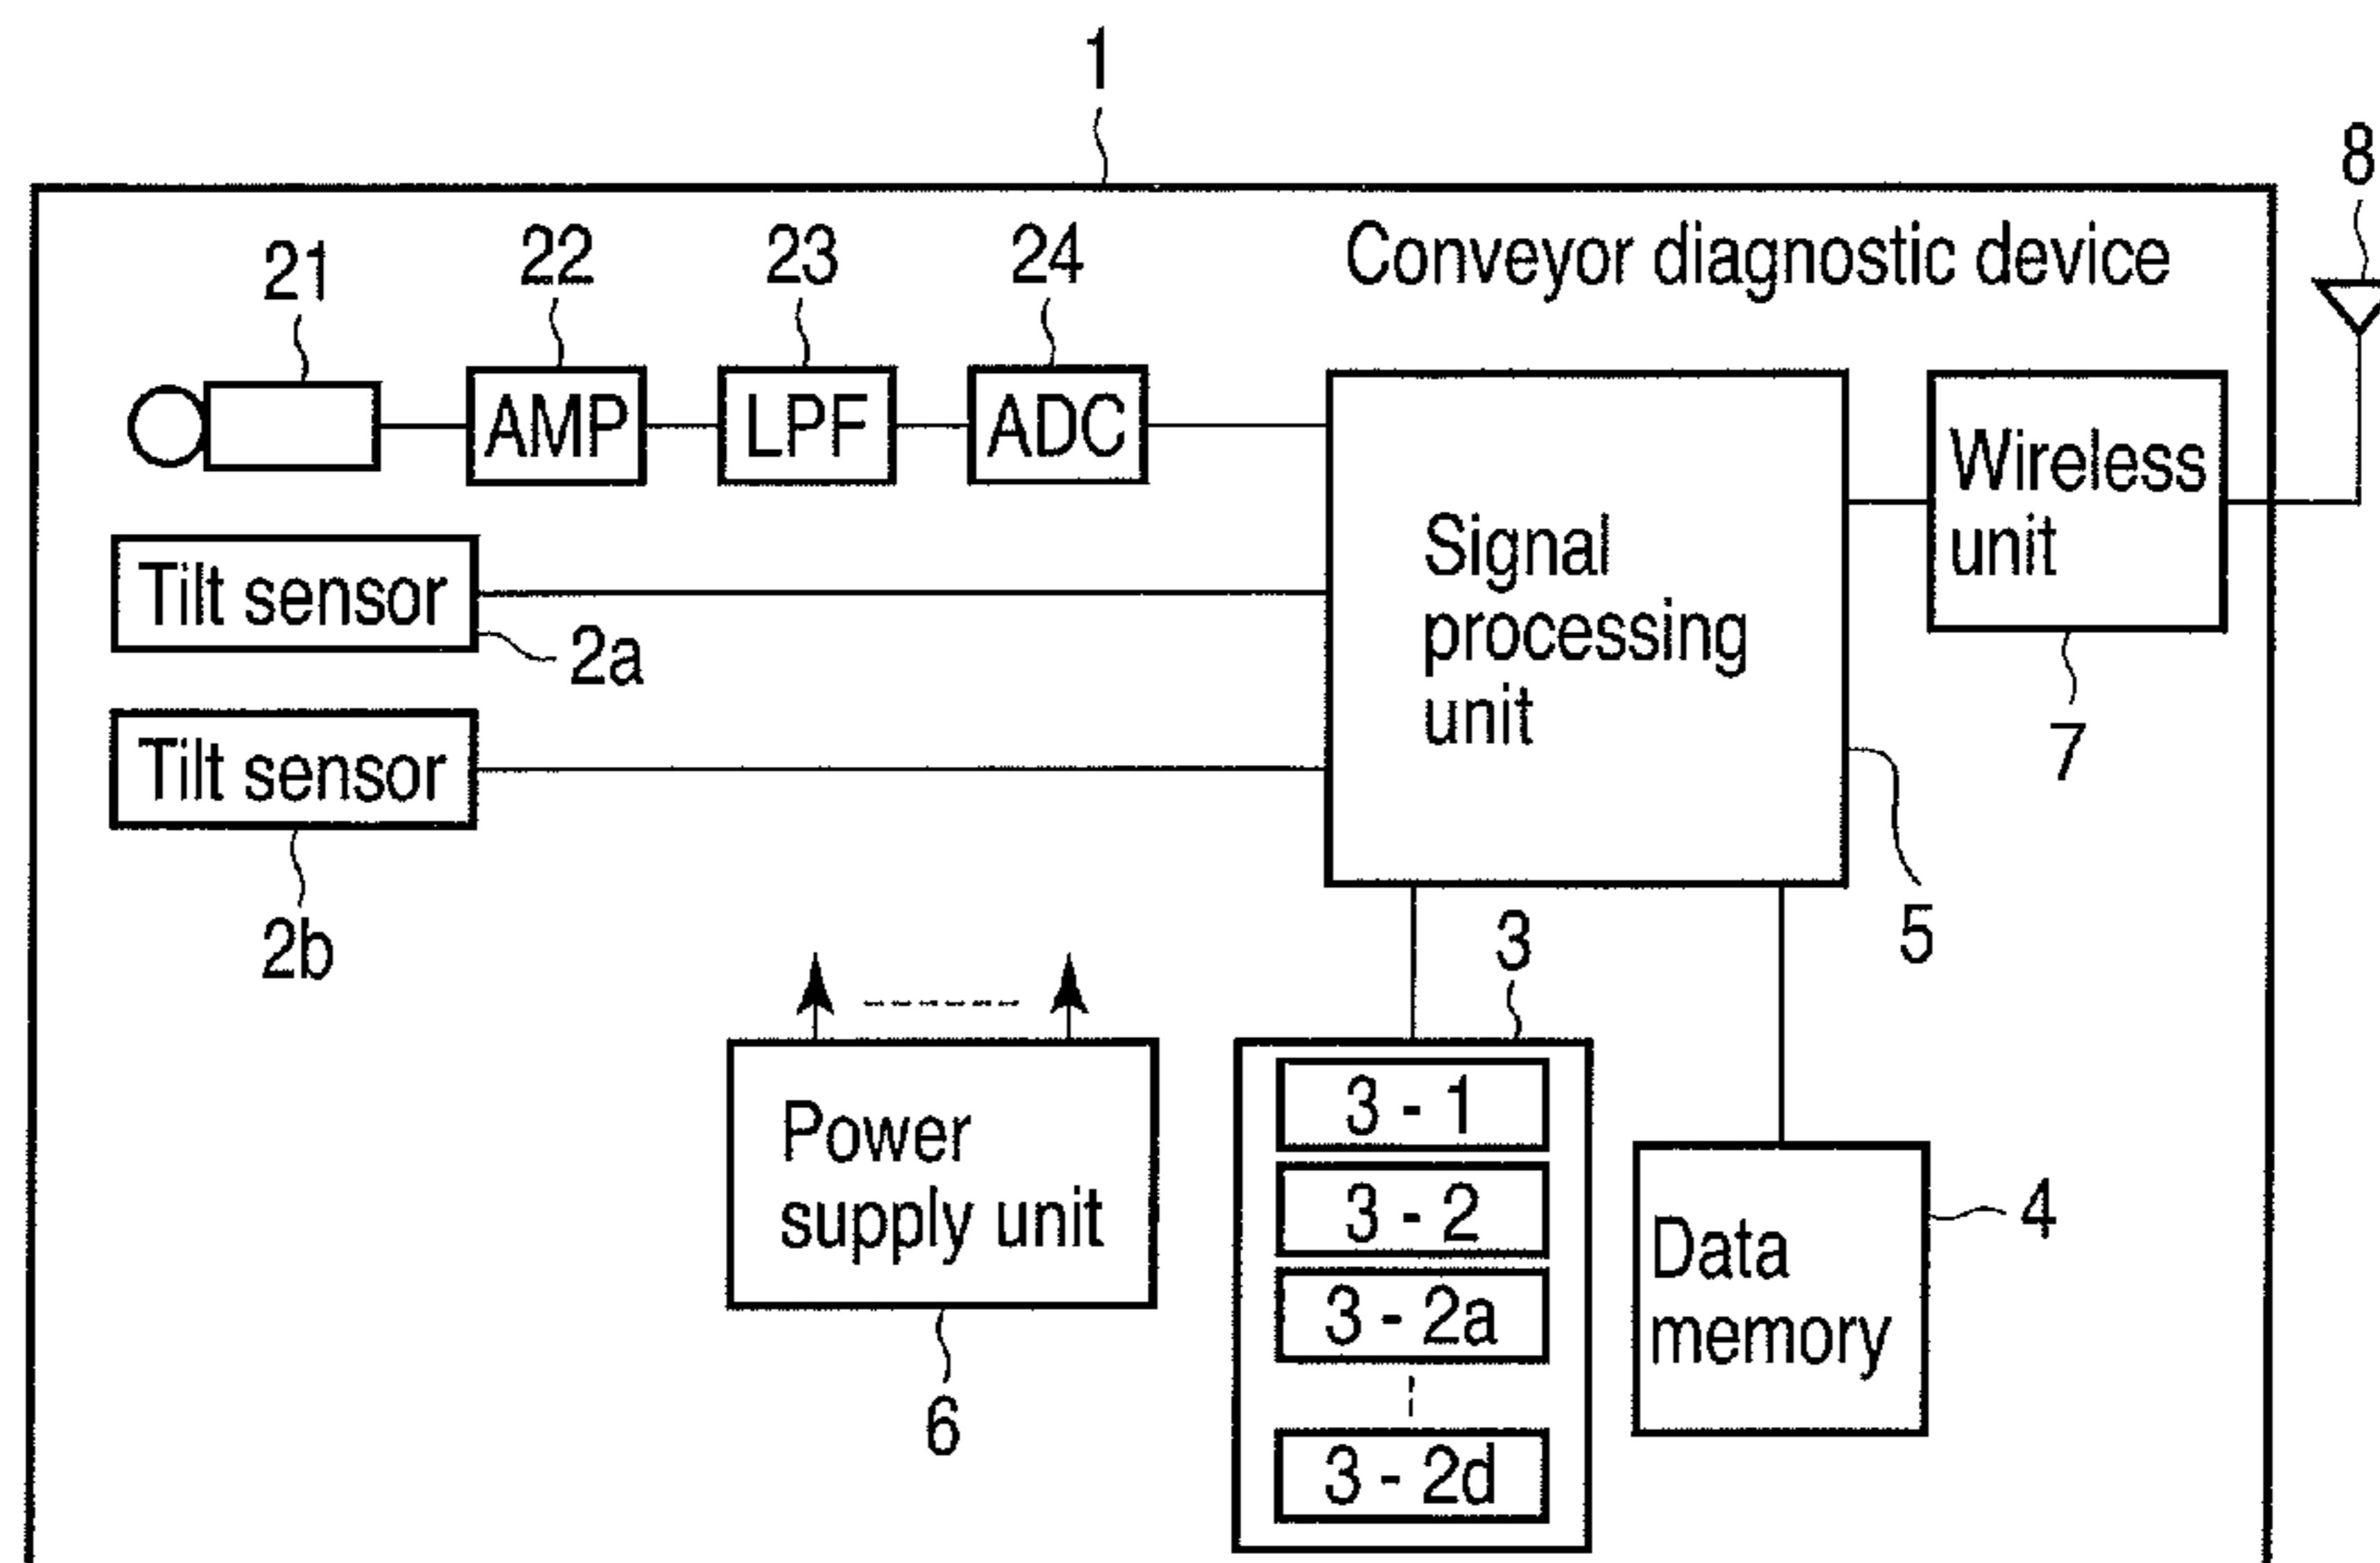 1
8
Conveyor diagnostic device
21
22
23
24
AMP
LPF
ADC
Signal
processing
unit
Wireless
unit
Tilt sensor
2a
7
Tilt sensor
2b
5
3
Power
supply unit
6
3 - 1
3 - 2
3 - 2a
3 - 2d
Data
memory
4